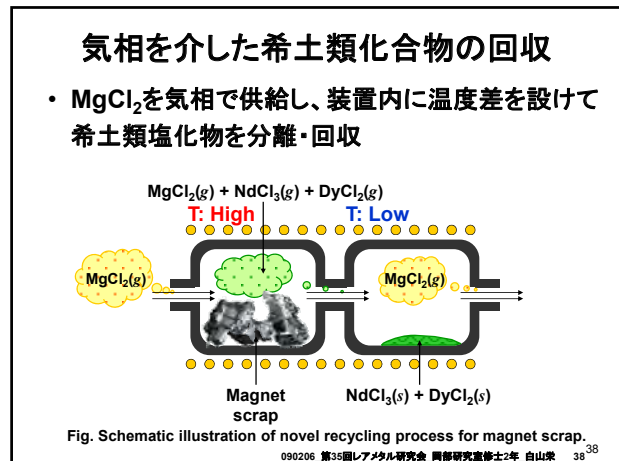 気相を介した希土類化合物の回収
• MgCl₂を気相で供給し、装置内に温度差を設けて
希土類塩化物を分離・回収
MgCl₂(g) + NdCl₃(g) + DyCl₂(g)
T: High
T: Low
MgCl₂(g)
MgCl₂(g)
Magnet
scrap
NdCl₃(s) + DyCl₂(s)
Fig. Schematic illustration of novel recycling process for magnet scrap.
090206 第35回レアメタル研究会 岡部研究室修士2年 白山栄 38
38